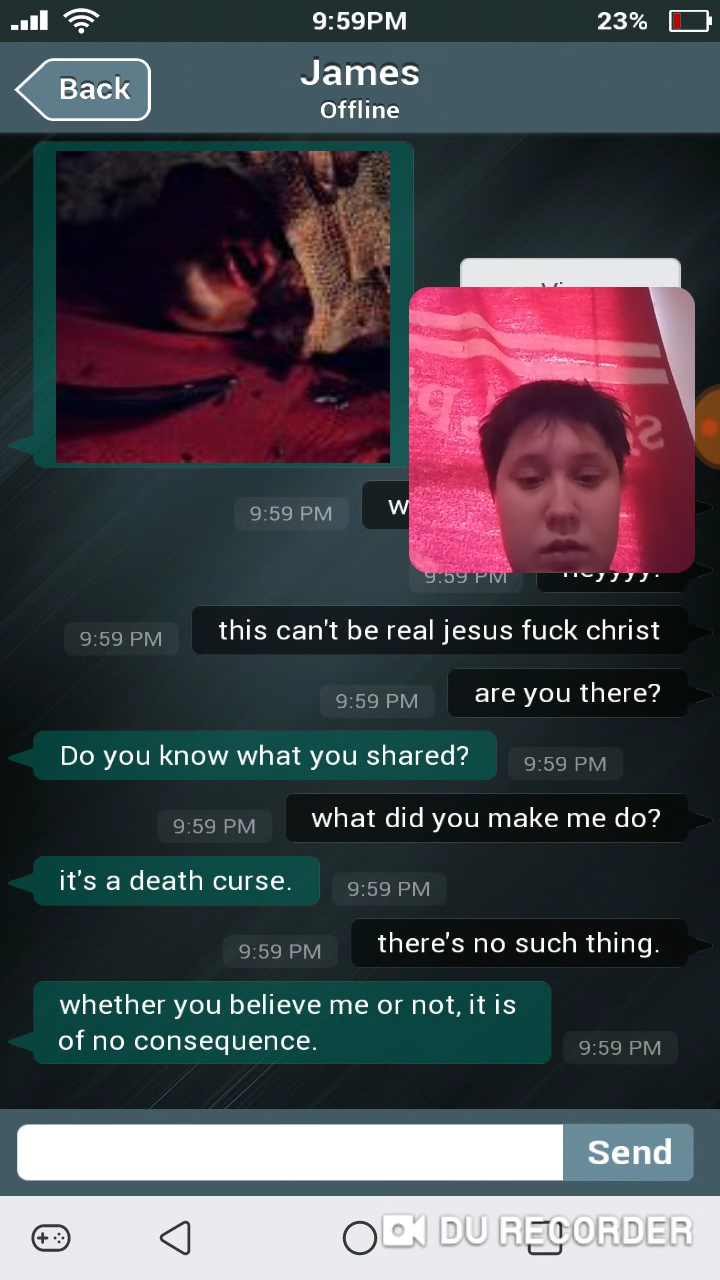 9:59PM
23%
Back
James
Offline
9:59 PM
9:59 PM
heyyyy!
9:59 PM
this can't be real jesus fuck christ
9:59 PM
are you there?
Do you know what you shared?
9:59 PM
9:59 PM
what did you make me do?
it's a death curse.
9:59 PM
9:59 PM
there's no such thing.
whether you believe me or not, it is
of no consequence.
9:59 PM
Send
DU RECORDER